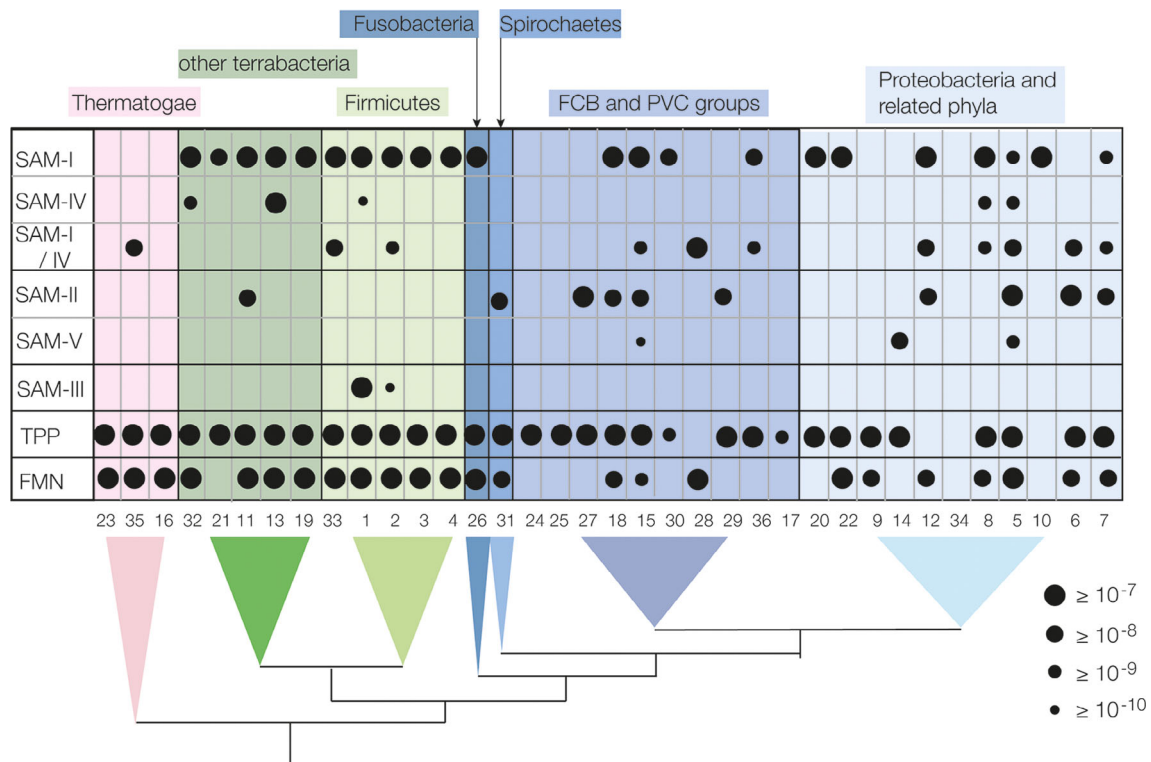 Fusobacteria
Spirochaetes
other terrabacteria
Thermatogae
Firmicutes
FCB and PVC groups
Proteobacteria and
related phyla
SAM-I
SAM-IV
SAM-I
/ IV
SAM-II
SAM-V
SAM-III
TPP
FMN
23 35 16 32 21 11 13 19 33 1 2 3 4 26 31 24 25 27 18 15 30 28 29 36 17 20 22 9 14 12 34 8 5 10 6 7
≥ 10⁻⁷
≥ 10⁻⁸
≥ 10⁻⁹
≥ 10⁻¹⁰